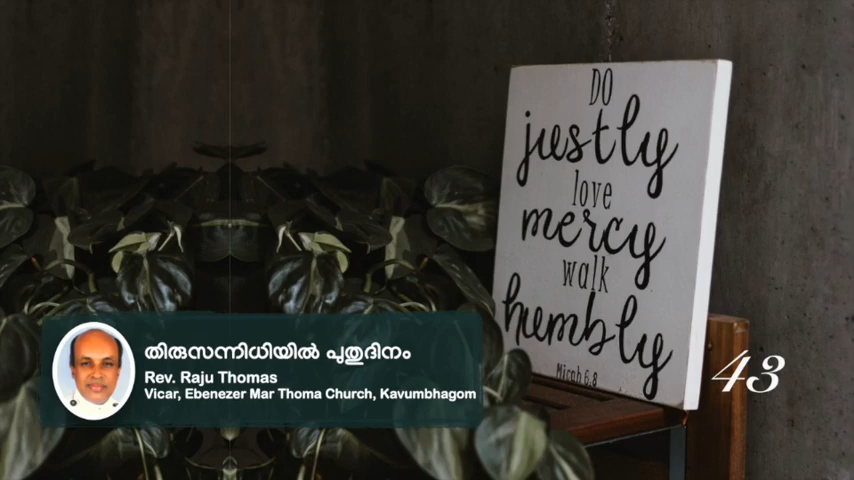 DO
justly
love
mercy
walk
humbly
Micah 6:8
തിരുസന്നിധിയിൽ പുതുദിനം
Rev. Raju Thomas
Vicar, Ebenezer Mar Thoma Church, Kavumbhagom
43